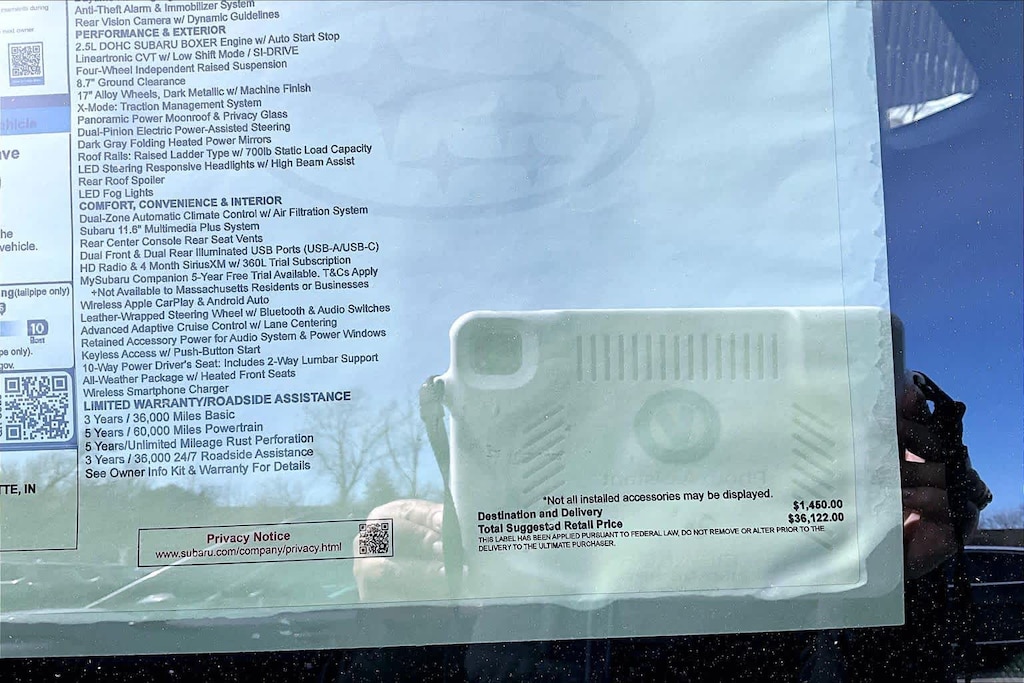 moments during
next owner
ehicle
ve
he
vehicle.
ng(tailpipe only)
10
Best
pe only).
gov.
TTE, IN
Anti-Theft Alarm & Immobilizer System
Rear Vision Camera w/ Dynamic Guidelines
PERFORMANCE & EXTERIOR
2.5L DOHC SUBARU BOXER Engine w/ Auto Start Stop
Lineartronic CVT w/ Low Shift Mode / SI-DRIVE
Four-Wheel Independent Raised Suspension
8.7" Ground Clearance
17" Alloy Wheels, Dark Metallic w/ Machine Finish
X-Mode: Traction Management System
Panoramic Power Moonroof & Privacy Glass
Dual-Pinion Electric Power-Assisted Steering
Dark Gray Folding Heated Power Mirrors
Roof Rails: Raised Ladder Type w/ 700lb Static Load Capacity
LED Steering Responsive Headlights w/ High Beam Assist
Rear Roof Spoiler
LED Fog Lights
COMFORT, CONVENIENCE & INTERIOR
Dual-Zone Automatic Climate Control w/ Air Filtration System
Subaru 11.6" Multimedia Plus System
Rear Center Console Rear Seat Vents
Dual Front & Dual Rear Illuminated USB Ports (USB-A/USB-C)
HD Radio & 4 Month SiriusXM w/ 360L Trial Subscription
MySubaru Companion 5-Year Free Trial Available. T&Cs Apply
+Not Available to Massachusetts Residents or Businesses
Wireless Apple CarPlay & Android Auto
Leather-Wrapped Steering Wheel w/ Bluetooth & Audio Switches
Advanced Adaptive Cruise Control w/ Lane Centering
Retained Accessory Power for Audio System & Power Windows
Keyless Access w/ Push-Button Start
10-Way Power Driver's Seat: Includes 2-Way Lumbar Support
All-Weather Package w/ Heated Front Seats
Wireless Smartphone Charger
LIMITED WARRANTY/ROADSIDE ASSISTANCE
3 Years / 36,000 Miles Basic
5 Years / 60,000 Miles Powertrain
5 Years/Unlimited Mileage Rust Perforation
3 Years / 36,000 24/7 Roadside Assistance
See Owner Info Kit & Warranty For Details
Privacy Notice
www.subaru.com/company/privacy.html
*Not all installed accessories may be displayed.
Destination and Delivery $1,450.00
Total Suggested Retail Price $36,122.00
THIS LABEL HAS BEEN APPLIED PURSUANT TO FEDERAL LAW, DO NOT REMOVE OR ALTER PRIOR TO THE
DELIVERY TO THE ULTIMATE PURCHASER.